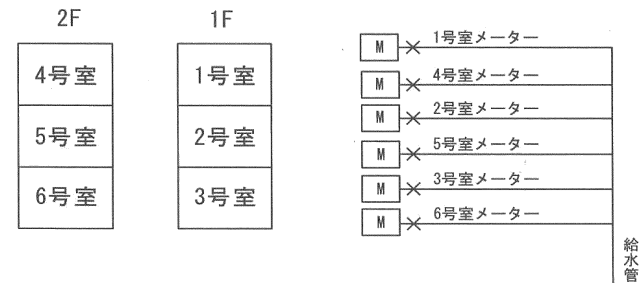 2F
4号室
5号室
6号室
1F
1号室
2号室
3号室
M 1号室メーター
M 4号室メーター
M 2号室メーター
M 5号室メーター
M 3号室メーター
M 6号室メーター
給水管